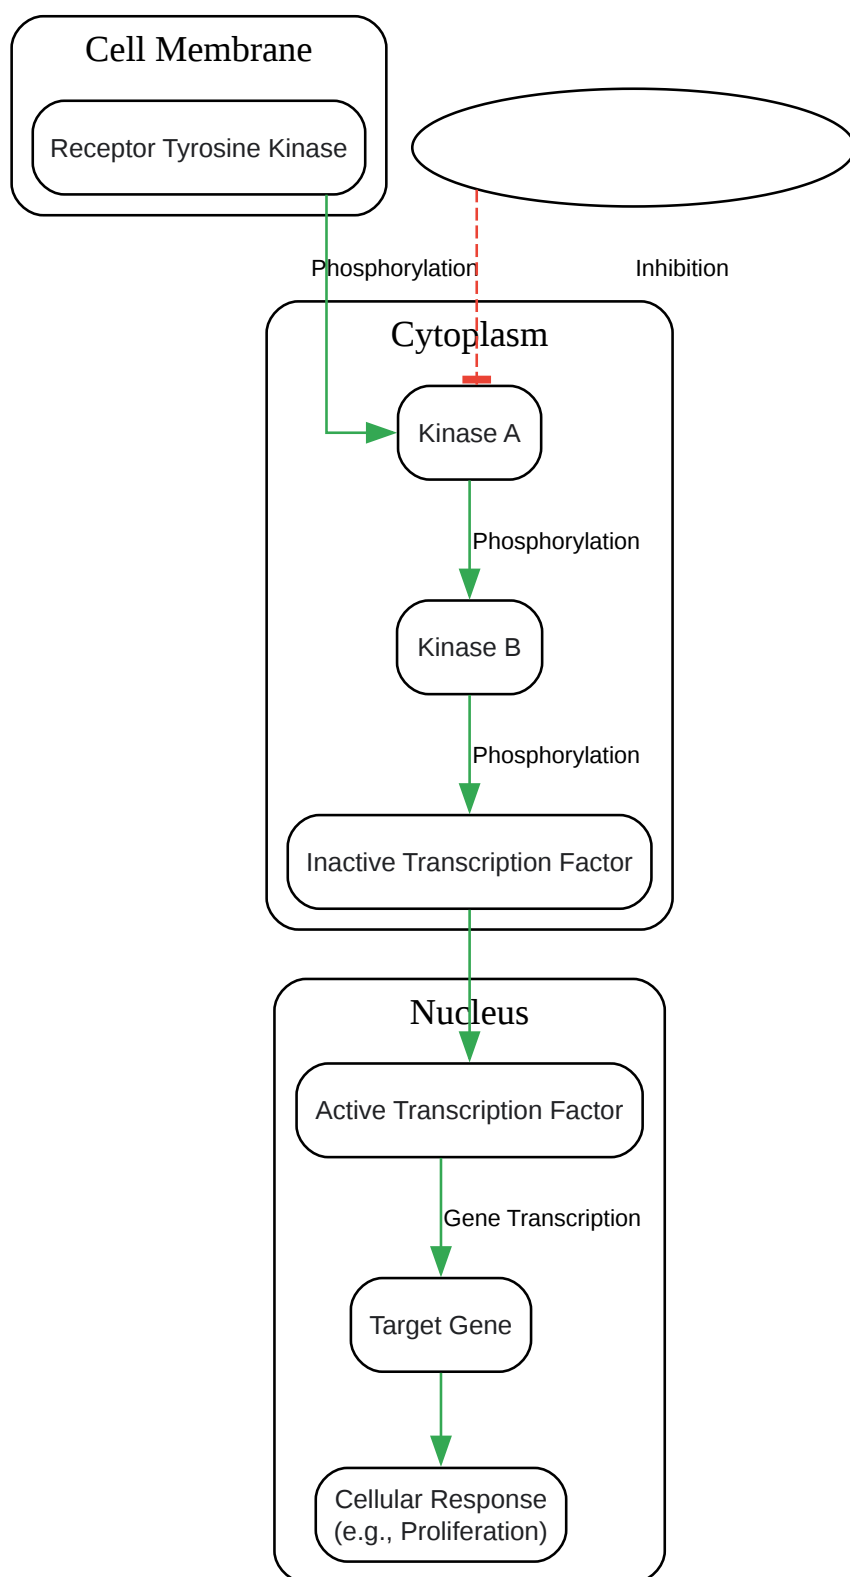 Cell Membrane
Receptor Tyrosine Kinase
Phosphorylation
Inhibition
Cytoplasm
Kinase A
Phosphorylation
Kinase B
Phosphorylation
Inactive Transcription Factor
Nucleus
Active Transcription Factor
Gene Transcription
Target Gene
Cellular Response
(e.g., Proliferation)